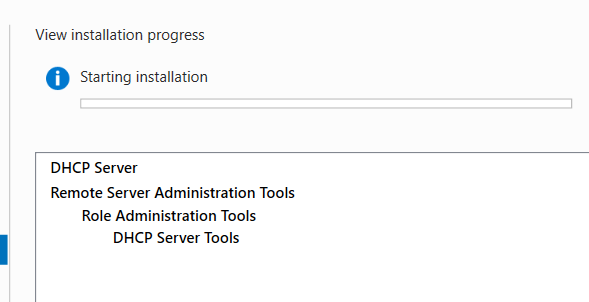 View installation progress
Starting installation
DHCP Server
Remote Server Administration Tools
Role Administration Tools
DHCP Server Tools